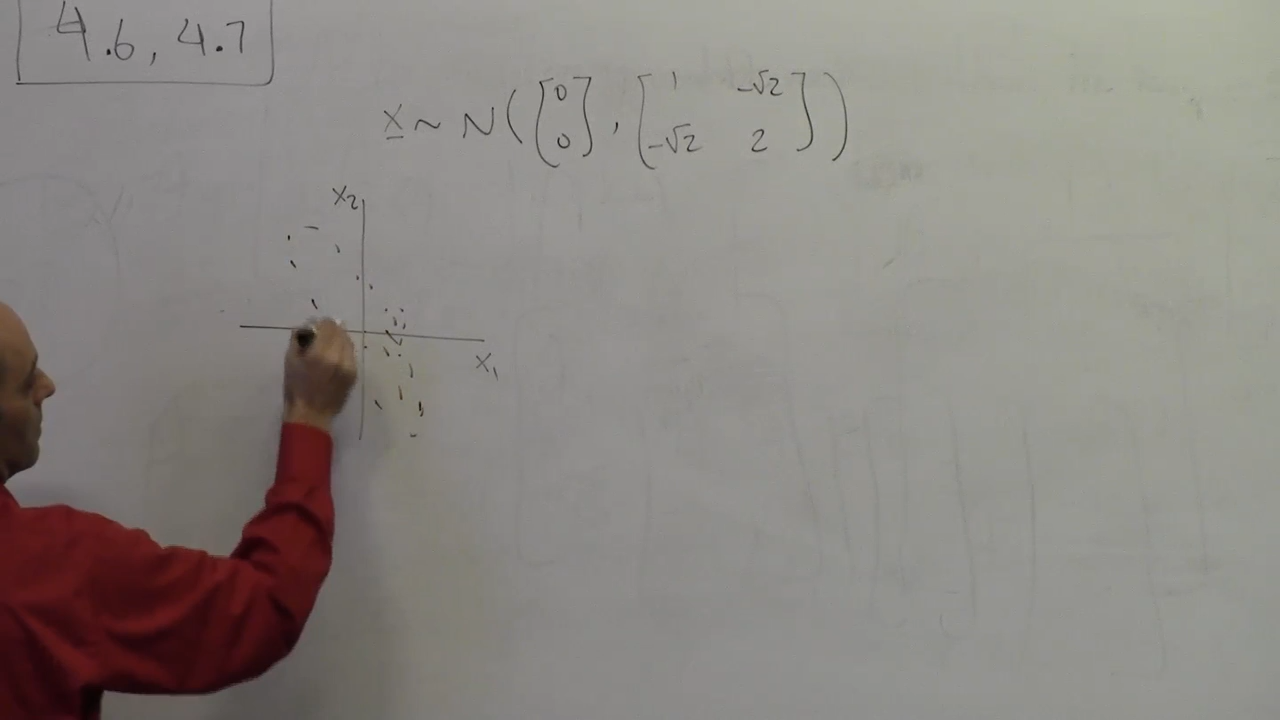 4.6, 4.7
X ~ N([0 0], [1 -√2 -√2 2])
X₂
X₁